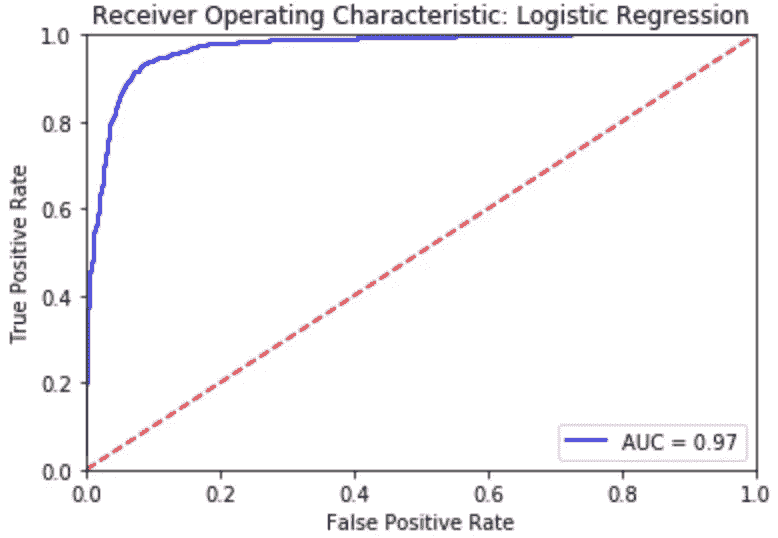 Receiver Operating Characteristic: Logistic Regression
1.0
0.8
0.6
0.4
0.2
0.0
True Positive Rate
AUC = 0.97
0.0 0.2 0.4 0.6 0.8 1.0
False Positive Rate